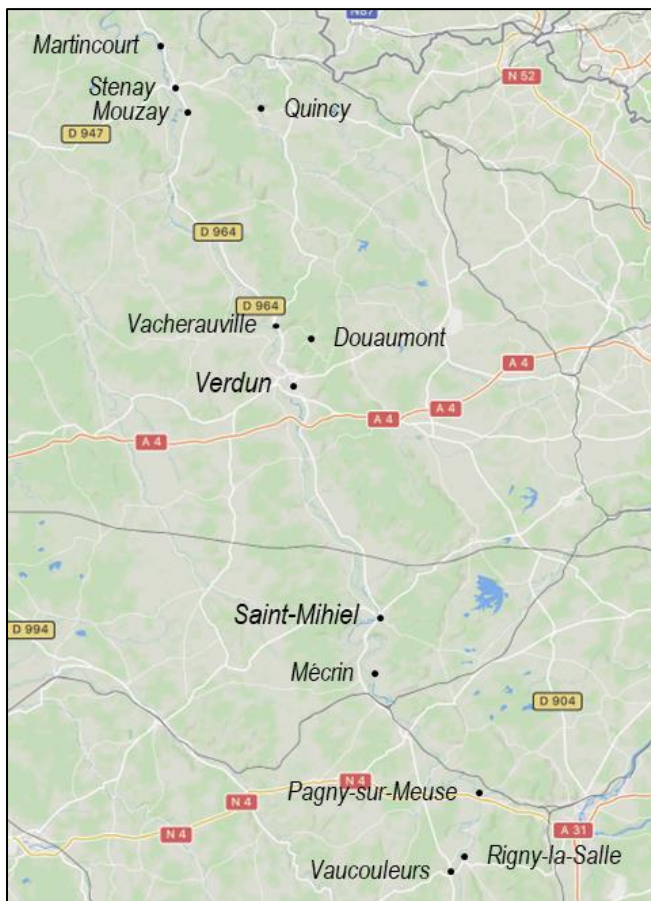 N57
Martincourt
N 52
Stenay
Mouzay
Quincy
D 947
D 964
D 964
Vacherauville
Douaumont
A 4
Verdun
A 4
A 4
A 4
Saint-Mihiel
D 994
Mécrin
D 904
N 4
Pagny-sur-Meuse
N 4
N 4
A 31
Rigny-la-Salle
Vaucouleurs